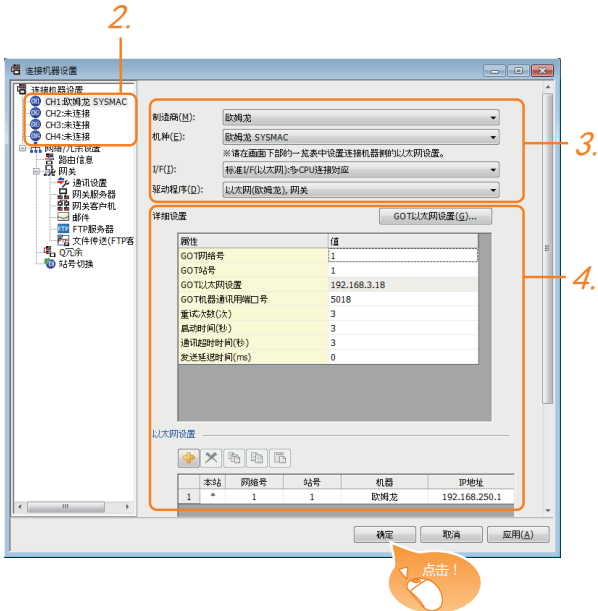 2.
连接机器设置
连接机器设置
CH1:欧姆龙 SYSMAC
CH2:未连接
CH3:未连接
CH4:未连接
网络/冗余设置
路由信息
网关
通讯设置
网关服务器
网关客户机
邮件
FTP服务器
文件传送(FTP客
Q冗余
站号切换
制造商(M): 欧姆龙
机种(E): 欧姆龙 SYSMAC
※请在画面下部的一览表中设置连接机器侧的以太网设置。
I/F(I): 标准I/F(以太网):多CPU连接对应
驱动程序(D): 以太网(欧姆龙), 网关
3.
详细设置 GOT以太网设置(G)...
属性 值
GOT网络号 1
GOT站号 1
GOT以太网设置 192.168.3.18
GOT机器通讯用端口号 5018
重试次数(次) 3
启动时间(秒) 3
通讯超时时间(秒) 3
发送延迟时间(ms) 0
4.
以太网设置
本站 网络号 站号 机器 IP地址
1 * 1 1 欧姆龙 192.168.250.1
确定 取消 应用(A)
点击！